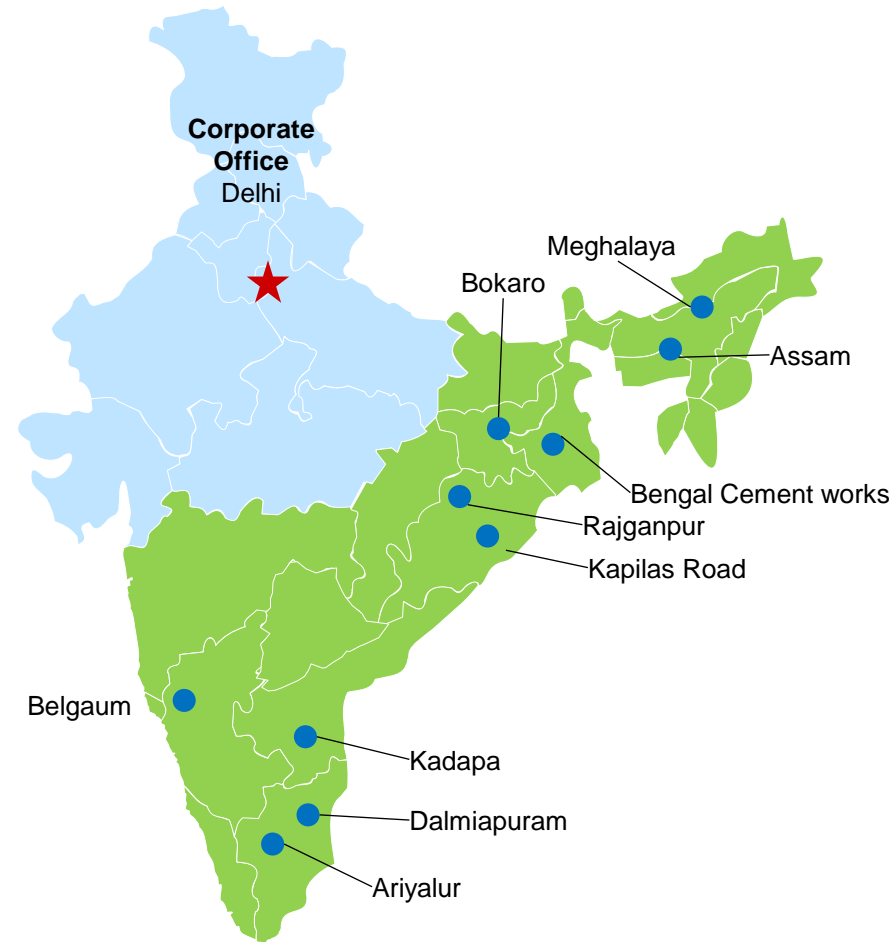 Corporate
Office
Delhi
Meghalaya
Bokaro
Assam
Bengal Cement works
Rajganpur
Kapilas Road
Belgaum
Kadapa
Dalmiapuram
Ariyalur